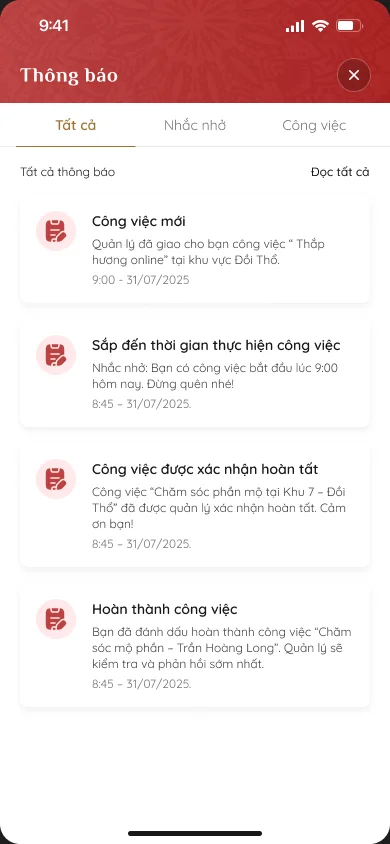 9:41
Thông báo
Tất cả
Nhắc nhở
Công việc
Tất cả thông báo
Đọc tất cả
Công việc mới
Quản lý đã giao cho bạn công việc “ Thắp
hương online” tại khu vực Đồi Thổ.
9:00 - 31/07/2025
Sắp đến thời gian thực hiện công việc
Nhắc nhở: Bạn có công việc bắt đầu lúc 9:00
hôm nay. Đừng quên nhé!
8:45 – 31/07/2025.
Công việc được xác nhận hoàn tất
Công việc “Chăm sóc phần mộ tại Khu 7 – Đồi
Thổ” đã được quản lý xác nhận hoàn tất. Cảm
ơn bạn!
8:45 – 31/07/2025.
Hoàn thành công việc
Bạn đã đánh dấu hoàn thành công việc “Chăm
sóc mộ phần – Trần Hoàng Long”. Quản lý sẽ
kiểm tra và phản hồi sớm nhất.
8:45 – 31/07/2025.